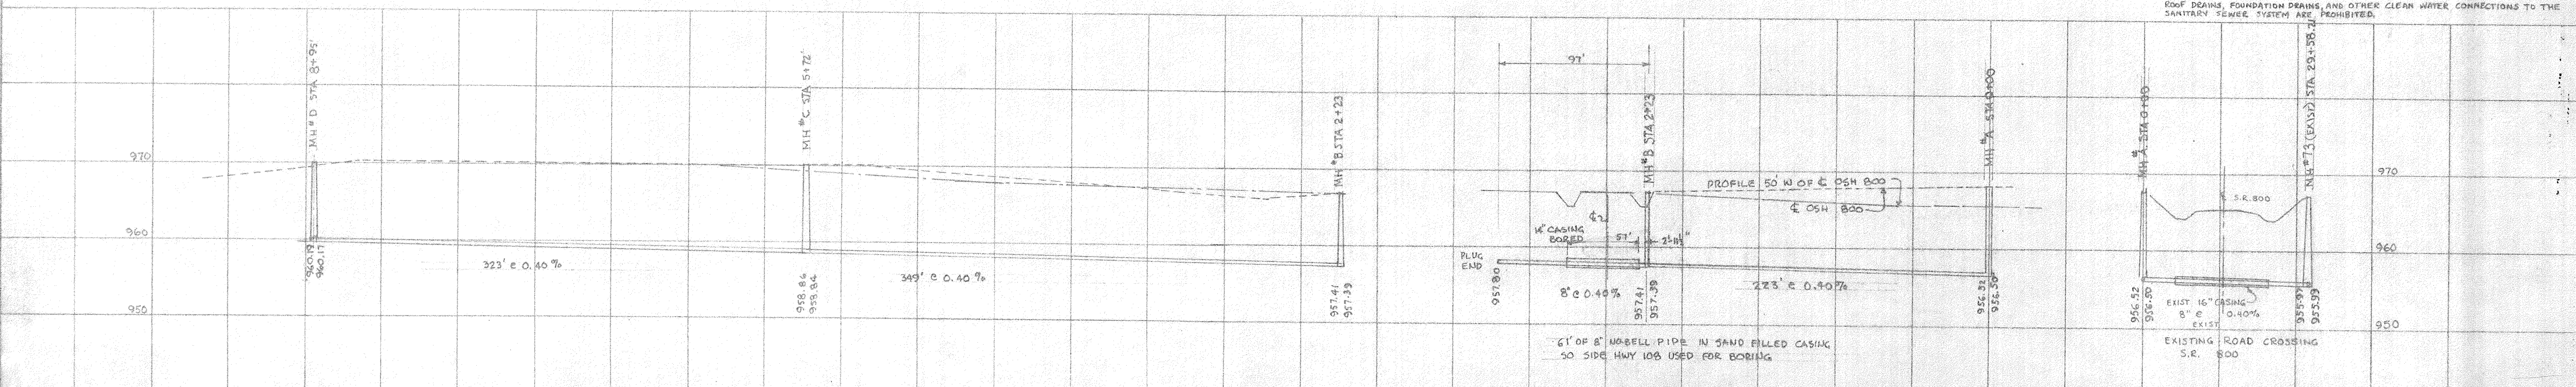 ROOF DRAINS, FOUNDATION DRAINS, AND OTHER CLEAN WATER CONNECTIONS TO THE
SANITARY SEWER SYSTEM ARE PROHIBITED.
MH #D STA 8+95'
MH #C STA 5+72'
MH #B STA 2+23
97'
MH #B STA. 2+23
MH #A STA 0+00
MH #A STA 0+00
MH #73 (EXIST) STA 29+58.2
970
960
950
960.19
960.17
323' @ 0.40 %
958.86
958.84
349' @ 0.40 %
957.41
957.39
PROFILE 50' W OF ℄ OSH 800
℄ OSH 800
CASING
BORED
57'
PLUG
END
957.80
8" @ 0.40%
957.41
957.39
223' @ 0.40%
956.52
956.50
61' OF 8" NO-BELL PIPE IN SAND FILLED CASING
SO SIDE HWY 108 USED FOR BORING
℄ S.R. 800
970
960
950
956.52
956.50
EXIST 16" CASING
8" @ 0.40%
EXIST
955.97
955.99
EXISTING ROAD CROSSING
S.R. 800